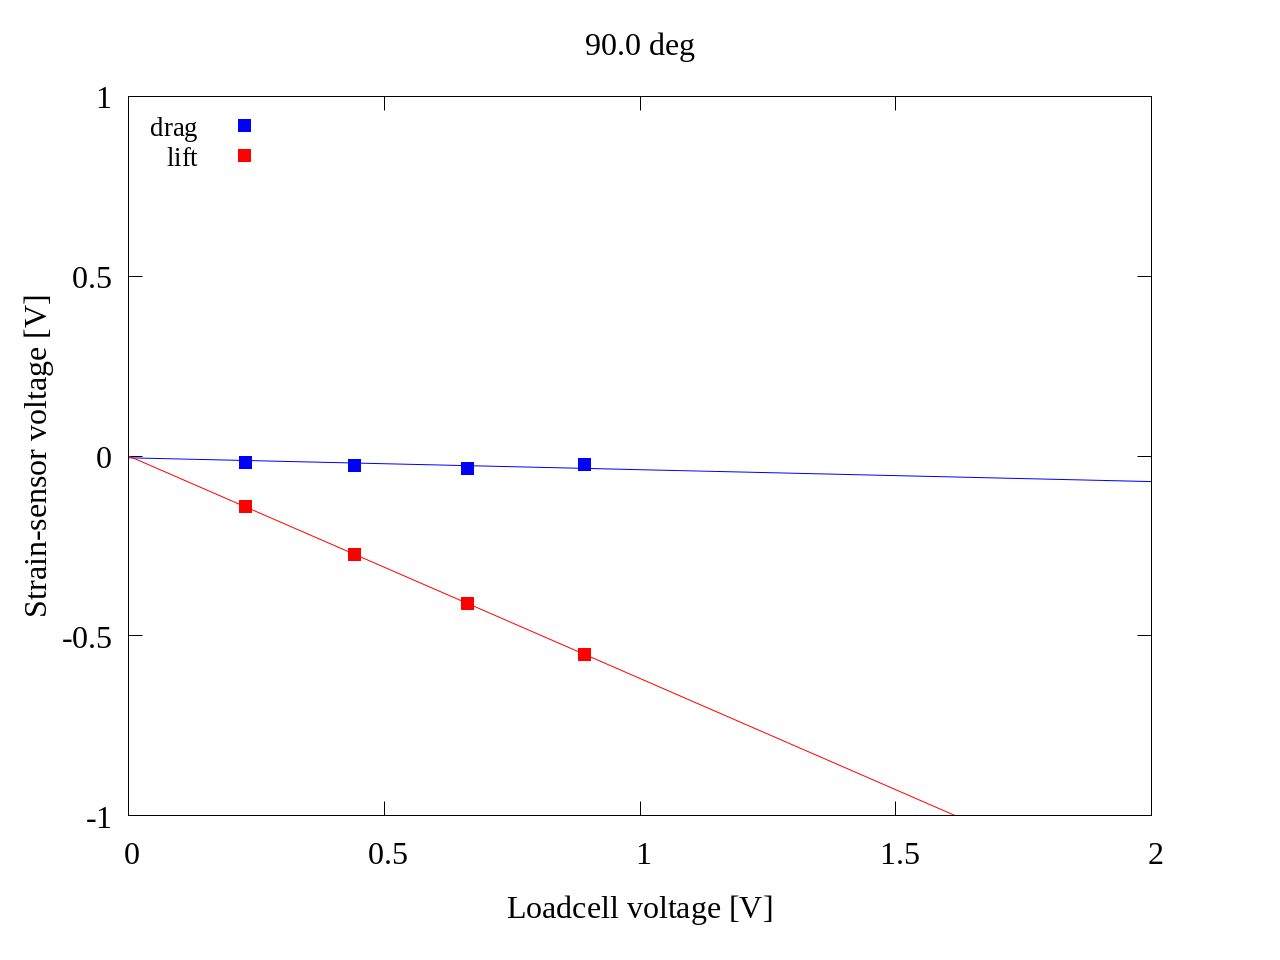 90.0 deg
1
drag
lift
0.5
0
-0.5
-1
Strain-sensor voltage [V]
0 0.5 1 1.5 2
Loadcell voltage [V]